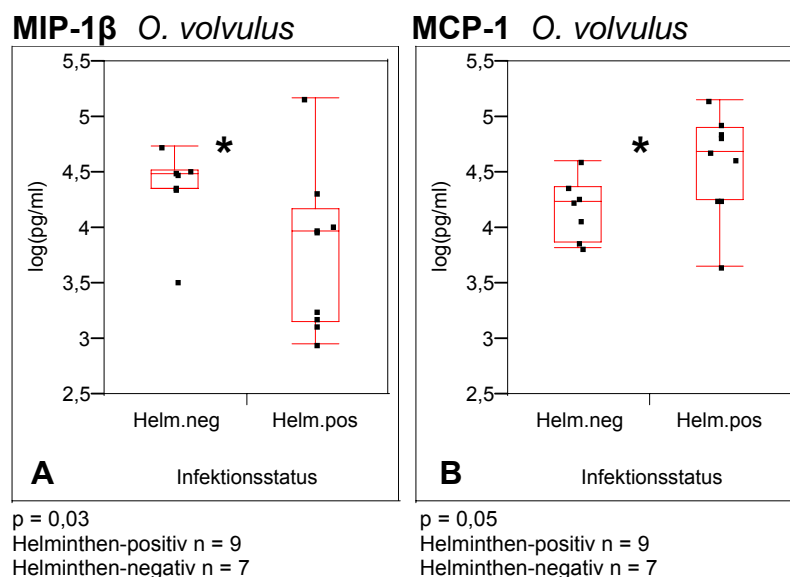 MIP-1β O. volvulus
5,5
5
4,5
4
3,5
3
2,5
log(pg/ml)
*
Helm.neg Helm.pos
A Infektionsstatus
p = 0,03
Helminthen-positiv n = 9
Helminthen-negativ n = 7
MCP-1 O. volvulus
5,5
5
4,5
4
3,5
3
2,5
log(pg/ml)
*
Helm.neg Helm.pos
B Infektionsstatus
p = 0,05
Helminthen-positiv n = 9
Helminthen-negativ n = 7